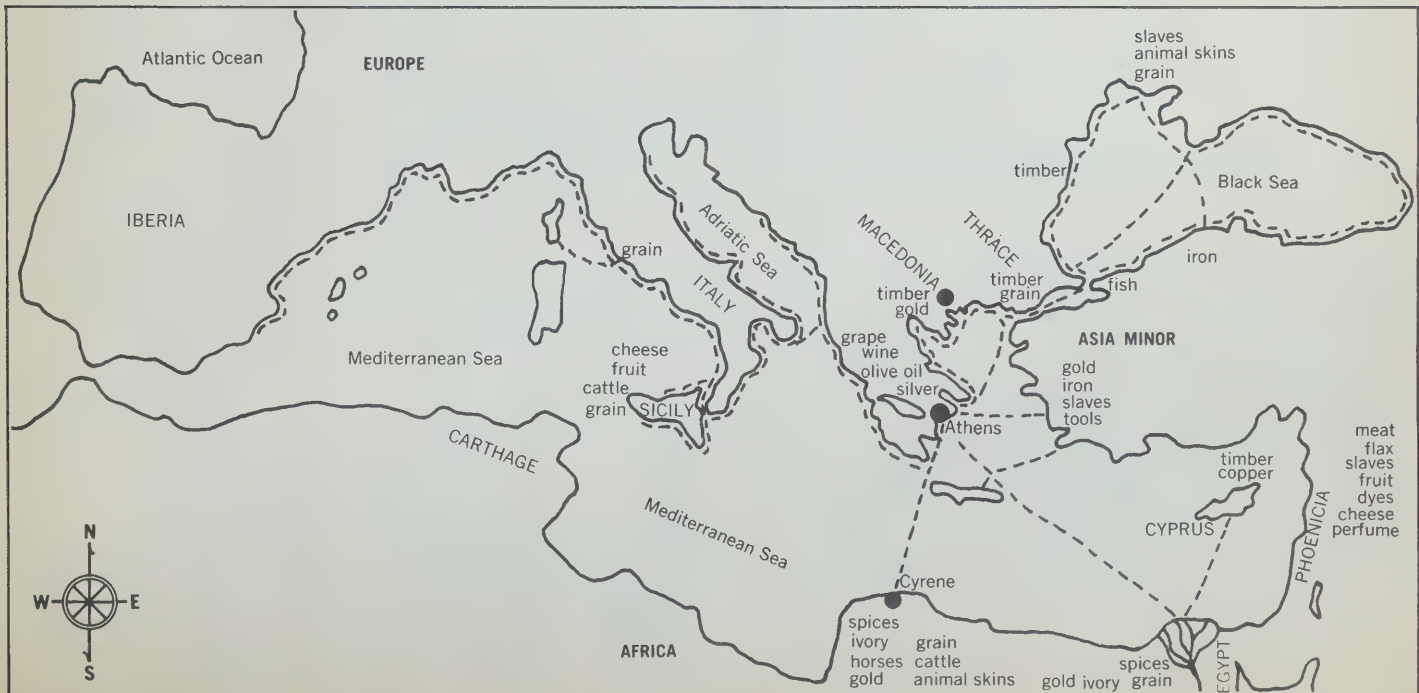 Atlantic Ocean
EUROPE
slaves
animal skins
grain
timber
Black Sea
IBERIA
Adriatic Sea
THRACE
MACEDONIA
grain
iron
ITALY
timber
grain
fish
timber
gold
Mediterranean Sea
grape
wine
olive oil
silver
ASIA MINOR
cheese
fruit
cattle
grain
SICILY
gold
iron
slaves
tools
Athens
CARTHAGE
meat
flax
slaves
fruit
dyes
cheese
perfume
timber
copper
CYPRUS
PHOENICIA
Mediterranean Sea
N
W
E
S
Cyrene
AFRICA
spices
ivory
horses
gold
grain
cattle
animal skins
spices
gold ivory grain
EGYPT